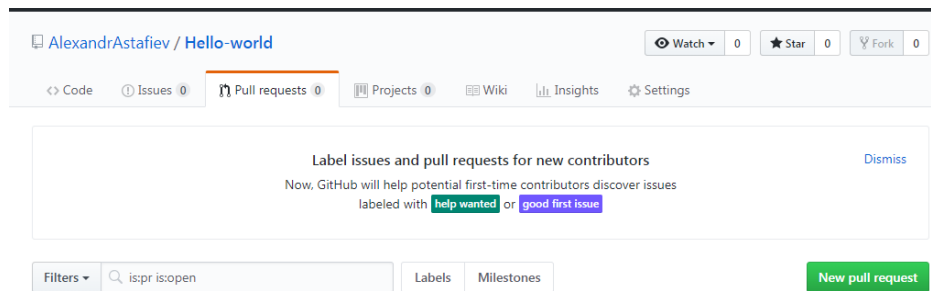 AlexandrAstafiev / Hello-world
Watch 0 Star 0 Fork 0
Code Issues 0 Pull requests 0 Projects 0 Wiki Insights Settings
Label issues and pull requests for new contributors
Dismiss
Now, GitHub will help potential first-time contributors discover issues
labeled with help wanted or good first issue
Filters is:pr is:open Labels Milestones New pull request